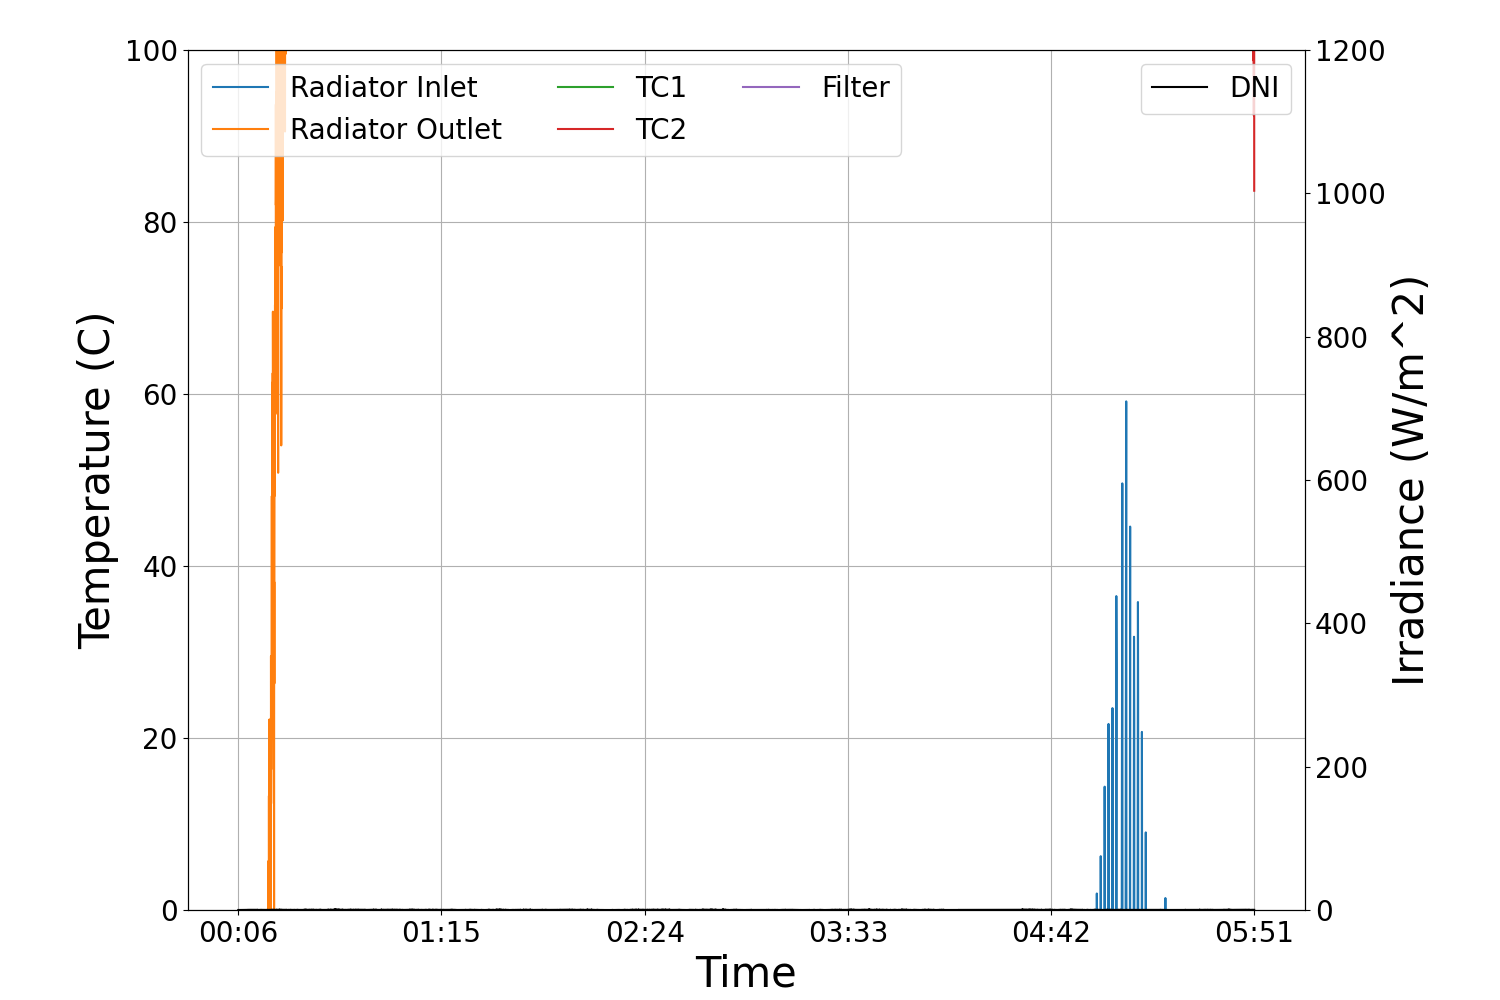 Radiator Inlet
Radiator Outlet
TC1
TC2
Filter
DNI
Temperature (C)
100
80
60
40
20
0
Irradiance (W/m^2)
1200
1000
800
600
400
200
0
00:06 01:15 02:24 03:33 04:42 05:51
Time